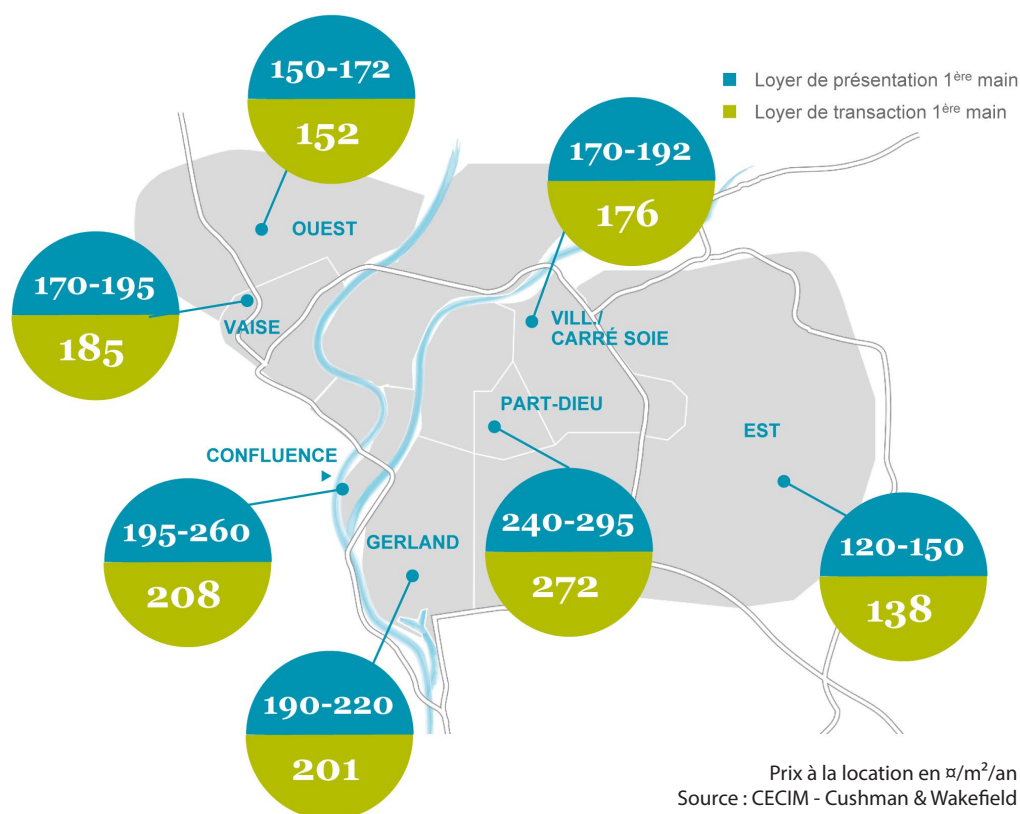 150-172
152
Loyer de présentation 1ère main
Loyer de transaction 1ère main
170-192
176
OUEST
170-195
185
VAISE
VILL/
CARRÉ SOIE
PART-DIEU
EST
CONFLUENCE
195-260
208
GERLAND
240-295
272
120-150
138
190-220
201
Prix à la location en ¤/m²/an
Source : CECIM - Cushman & Wakefield